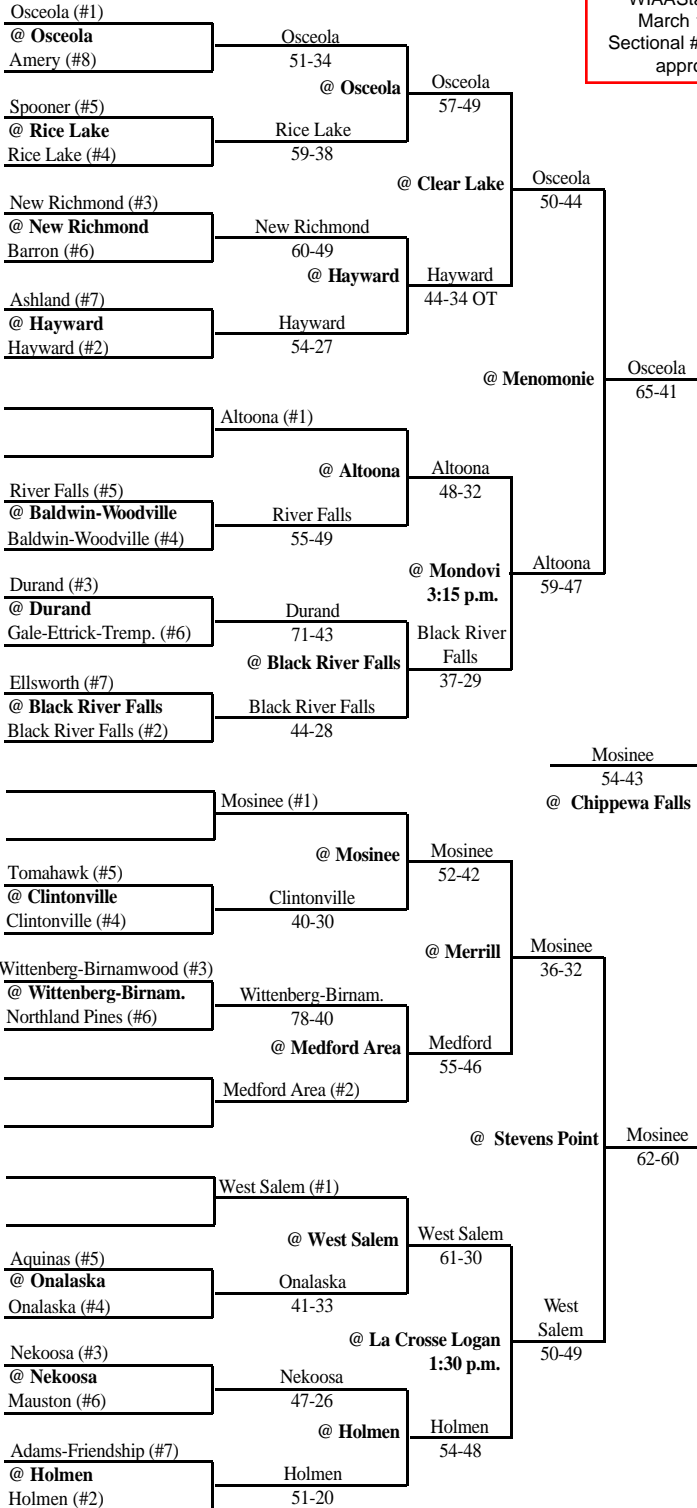 WIAASta
March
Sectional #
appro
Osceola (#1)
@ Osceola
Amery (#8)
Osceola
51-34
@ Osceola
Osceola
57-49
Spooner (#5)
@ Rice Lake
Rice Lake (#4)
Rice Lake
59-38
@ Clear Lake
Osceola
50-44
New Richmond (#3)
@ New Richmond
Barron (#6)
New Richmond
60-49
@ Hayward
Hayward
44-34 OT
Ashland (#7)
@ Hayward
Hayward (#2)
Hayward
54-27
@ Menomonie
Osceola
65-41
Altoona (#1)
@ Altoona
Altoona
48-32
River Falls (#5)
@ Baldwin-Woodville
Baldwin-Woodville (#4)
River Falls
55-49
@ Mondovi
3:15 p.m.
Altoona
59-47
Durand (#3)
@ Durand
Gale-Ettrick-Tremp. (#6)
Durand
71-43
@ Black River Falls
Black River
Falls
37-29
Ellsworth (#7)
@ Black River Falls
Black River Falls (#2)
Black River Falls
44-28
Mosinee
54-43
@ Chippewa Falls
Mosinee (#1)
@ Mosinee
Mosinee
52-42
Tomahawk (#5)
@ Clintonville
Clintonville (#4)
Clintonville
40-30
@ Merrill
Mosinee
36-32
Wittenberg-Birnamwood (#3)
@ Wittenberg-Birnam.
Northland Pines (#6)
Wittenberg-Birnam.
78-40
@ Medford Area
Medford
55-46
Medford Area (#2)
@ Stevens Point
Mosinee
62-60
West Salem (#1)
@ West Salem
West Salem
61-30
Aquinas (#5)
@ Onalaska
Onalaska (#4)
Onalaska
41-33
@ La Crosse Logan
1:30 p.m.
West
Salem
50-49
Nekoosa (#3)
@ Nekoosa
Mauston (#6)
Nekoosa
47-26
@ Holmen
Holmen
54-48
Adams-Friendship (#7)
@ Holmen
Holmen (#2)
Holmen
51-20